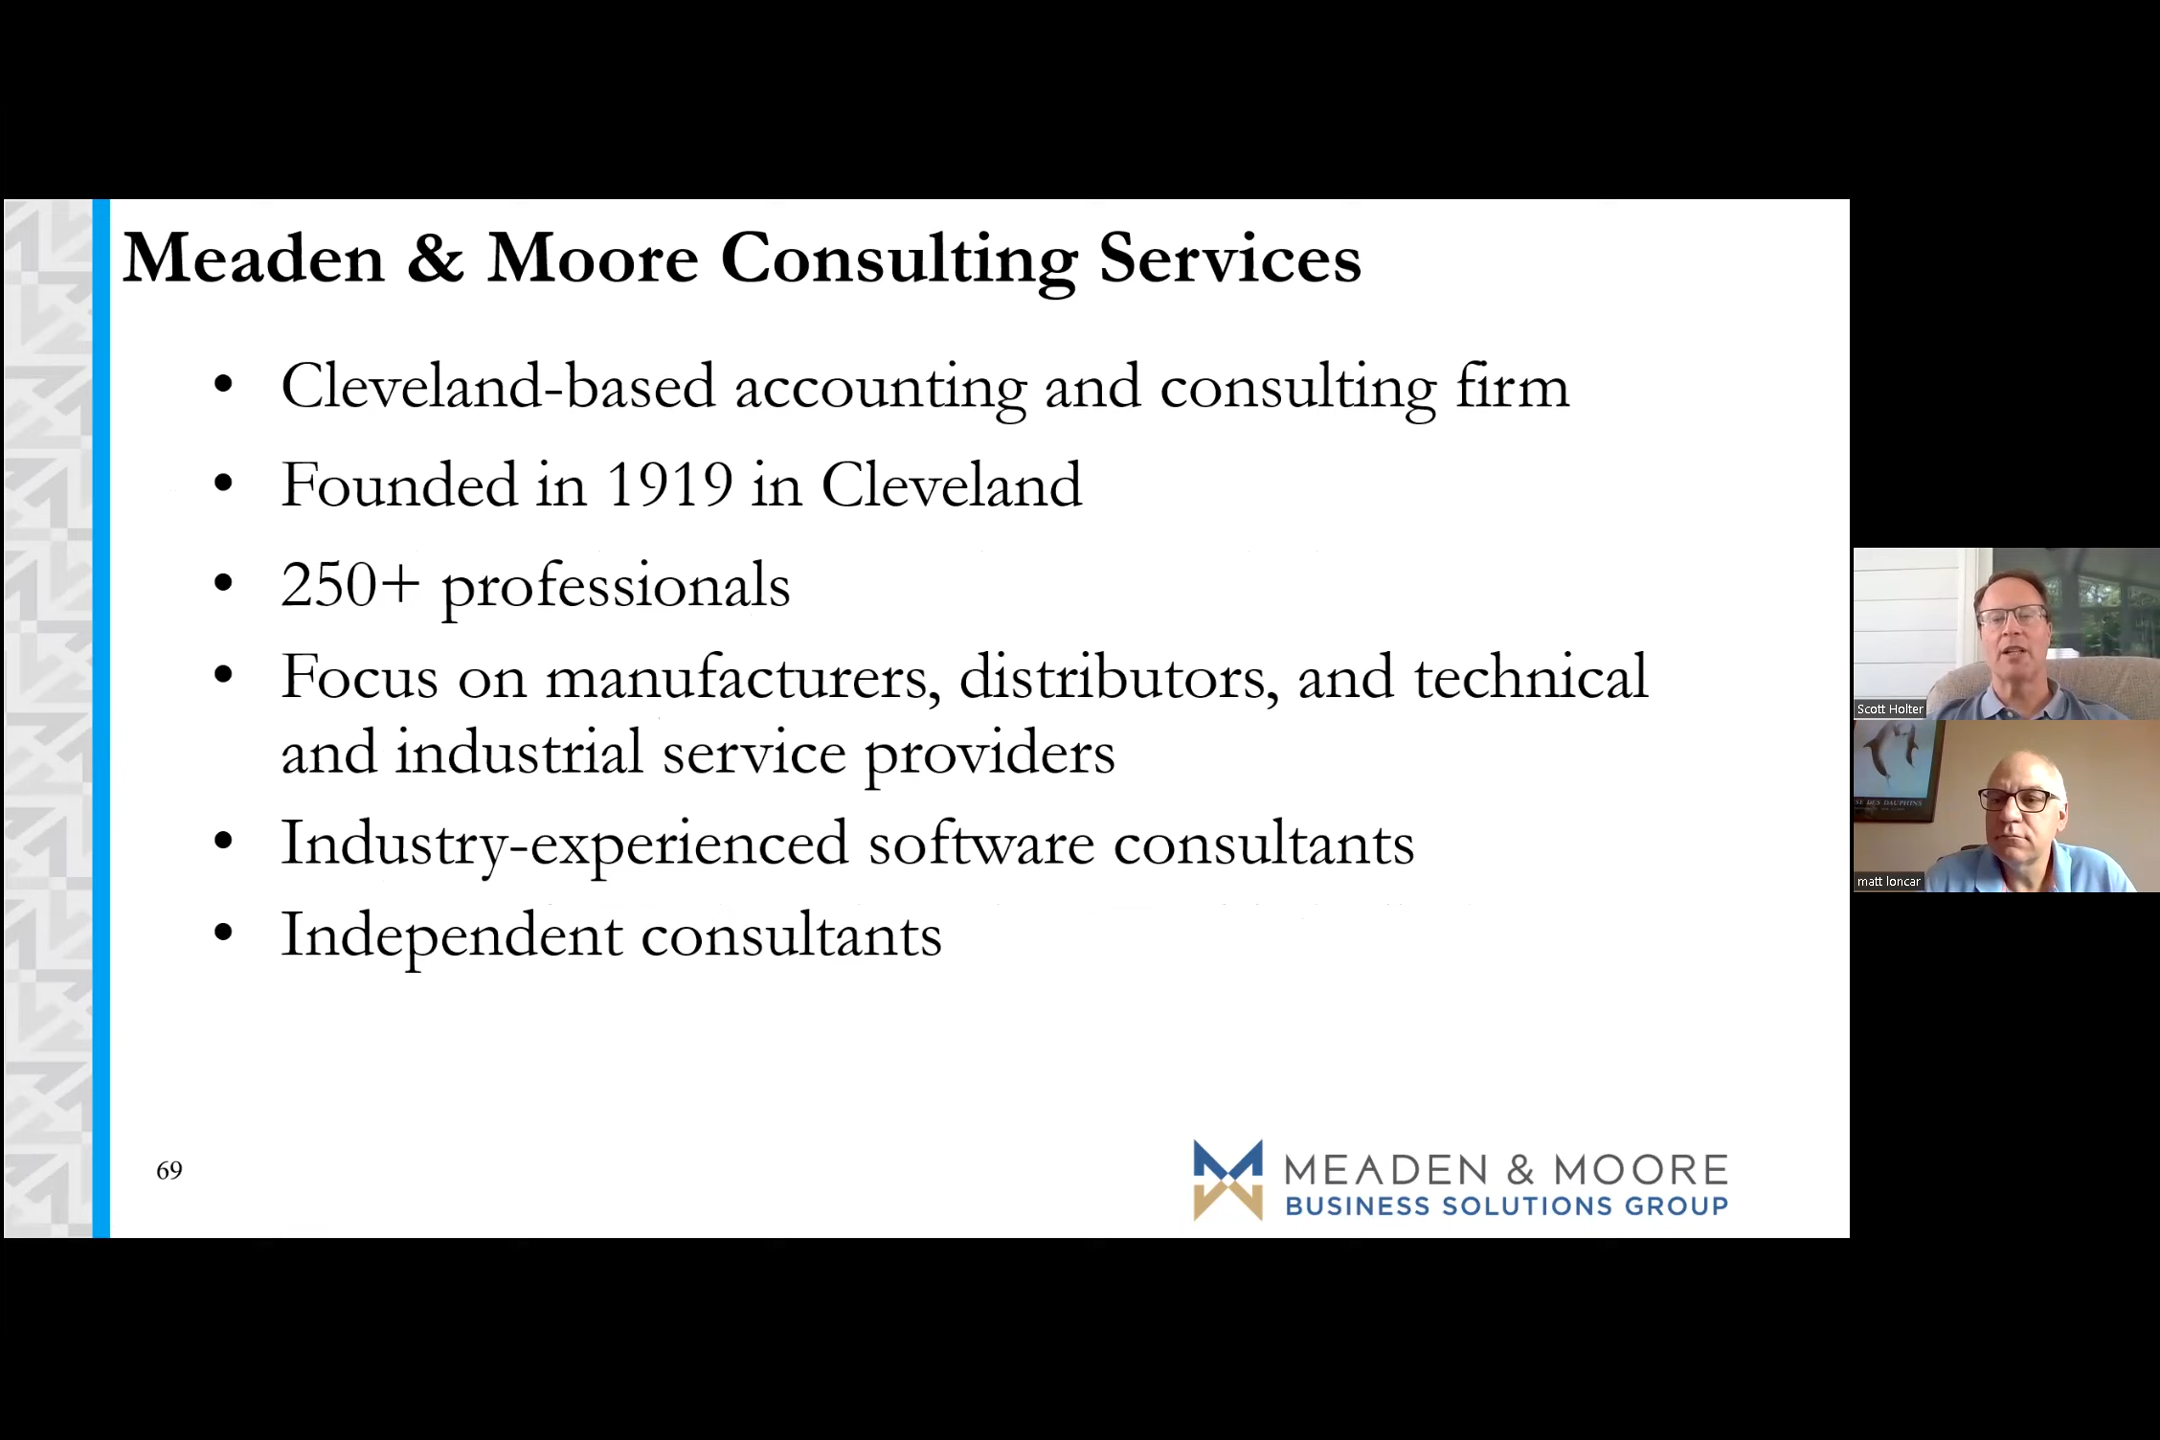 Meaden & Moore Consulting Services
• Cleveland-based accounting and consulting firm
• Founded in 1919 in Cleveland
• 250+ professionals
• Focus on manufacturers, distributors, and technical
and industrial service providers
• Industry-experienced software consultants
• Independent consultants
69
MEADEN & MOORE
BUSINESS SOLUTIONS GROUP
Scott Holter
DES DAUPHINS
matt loncar